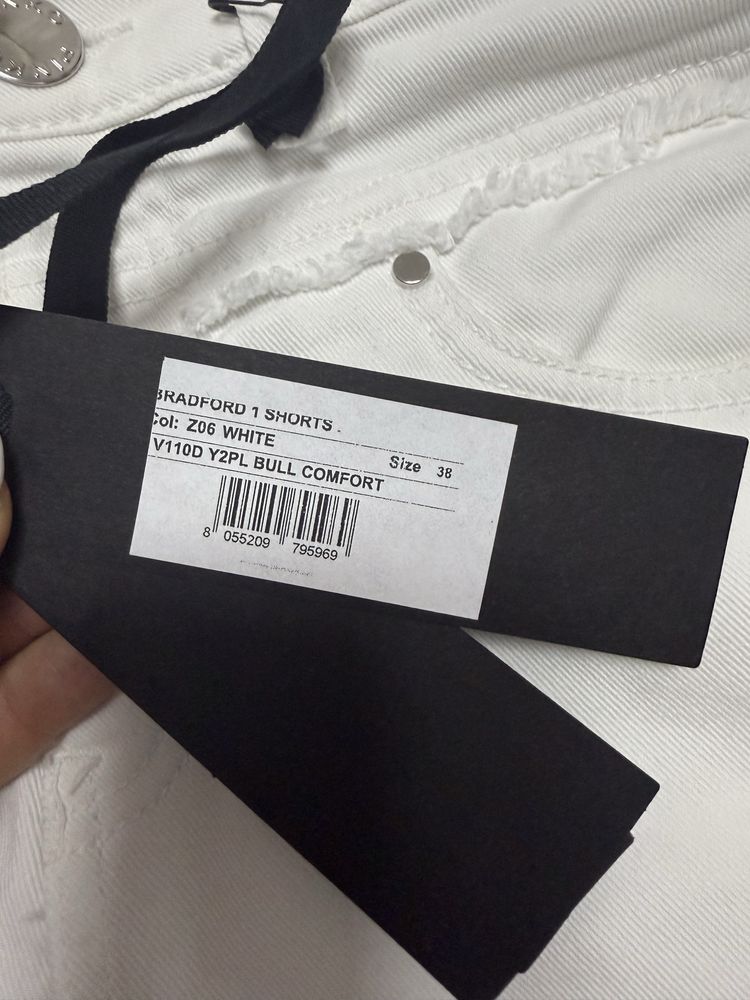 BRADFORD 1 SHORTS
Col: Z06 WHITE
Size 38
V110D Y2PL BULL COMFORT
8 055209 795969